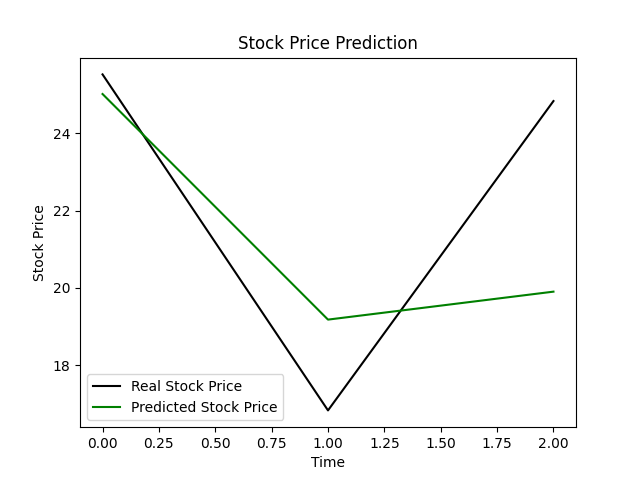 Stock Price Prediction
Stock Price
24
22
20
18
Real Stock Price
Predicted Stock Price
0.00 0.25 0.50 0.75 1.00 1.25 1.50 1.75 2.00
Time